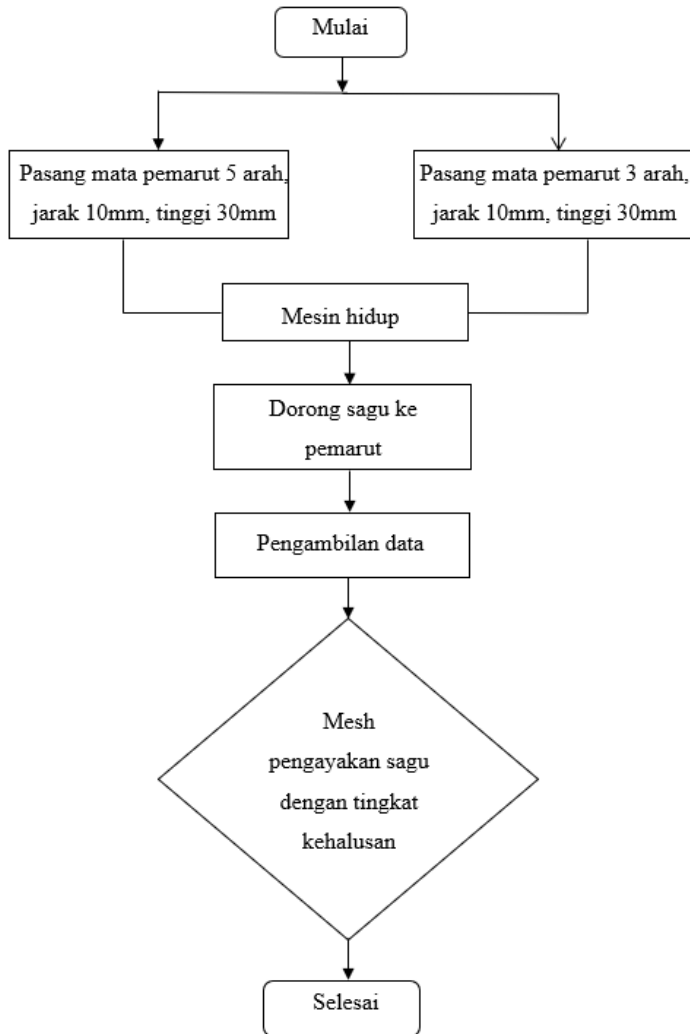 Mulai
Pasang mata pemarut 5 arah,
jarak 10mm, tinggi 30mm
Pasang mata pemarut 3 arah,
jarak 10mm, tinggi 30mm
Mesin hidup
Dorong sagu ke
pemarut
Pengambilan data
Mesh
pengayakan sagu
dengan tingkat
kehalusan
Selesai